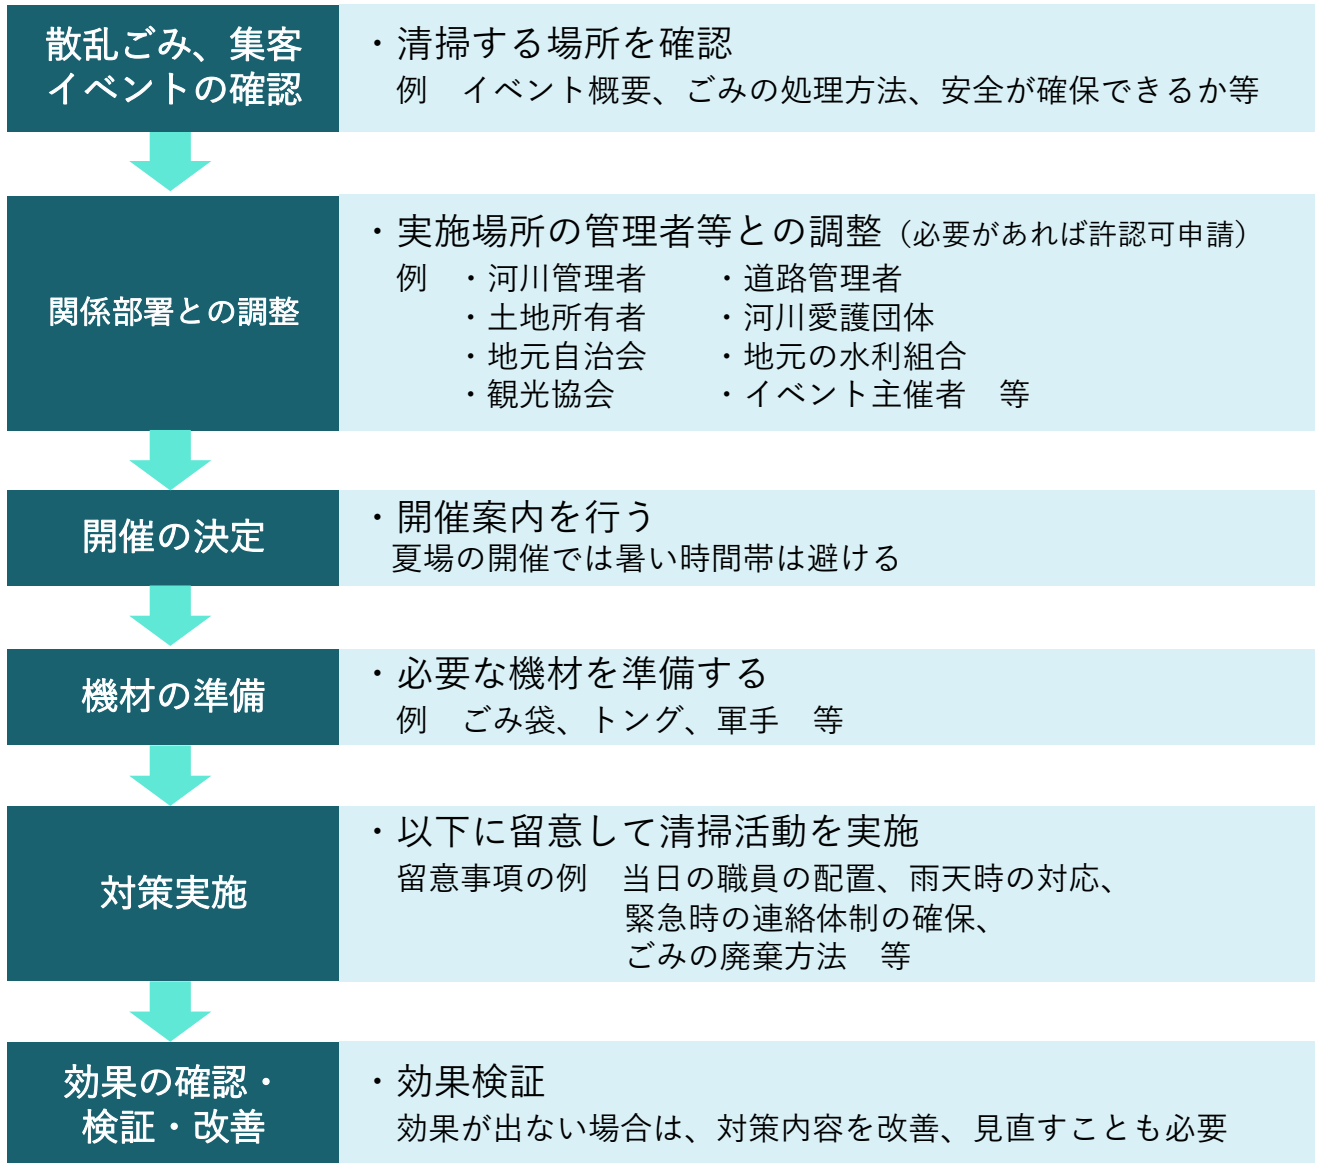 散乱ごみ、集客
イベントの確認
・清掃する場所を確認
例　イベント概要、ごみの処理方法、安全が確保できるか等
関係部署との調整
・実施場所の管理者等との調整（必要があれば許認可申請）
例　・河川管理者　　・道路管理者
・土地所有者　　・河川愛護団体
・地元自治会　　・地元の水利組合
・観光協会　　　・イベント主催者　等
開催の決定
・開催案内を行う
夏場の開催では暑い時間帯は避ける
機材の準備
・必要な機材を準備する
例　ごみ袋、トング、軍手　等
対策実施
・以下に留意して清掃活動を実施
留意事項の例　当日の職員の配置、雨天時の対応、
緊急時の連絡体制の確保、
ごみの廃棄方法　等
効果の確認・
検証・改善
・効果検証
効果が出ない場合は、対策内容を改善、見直すことも必要